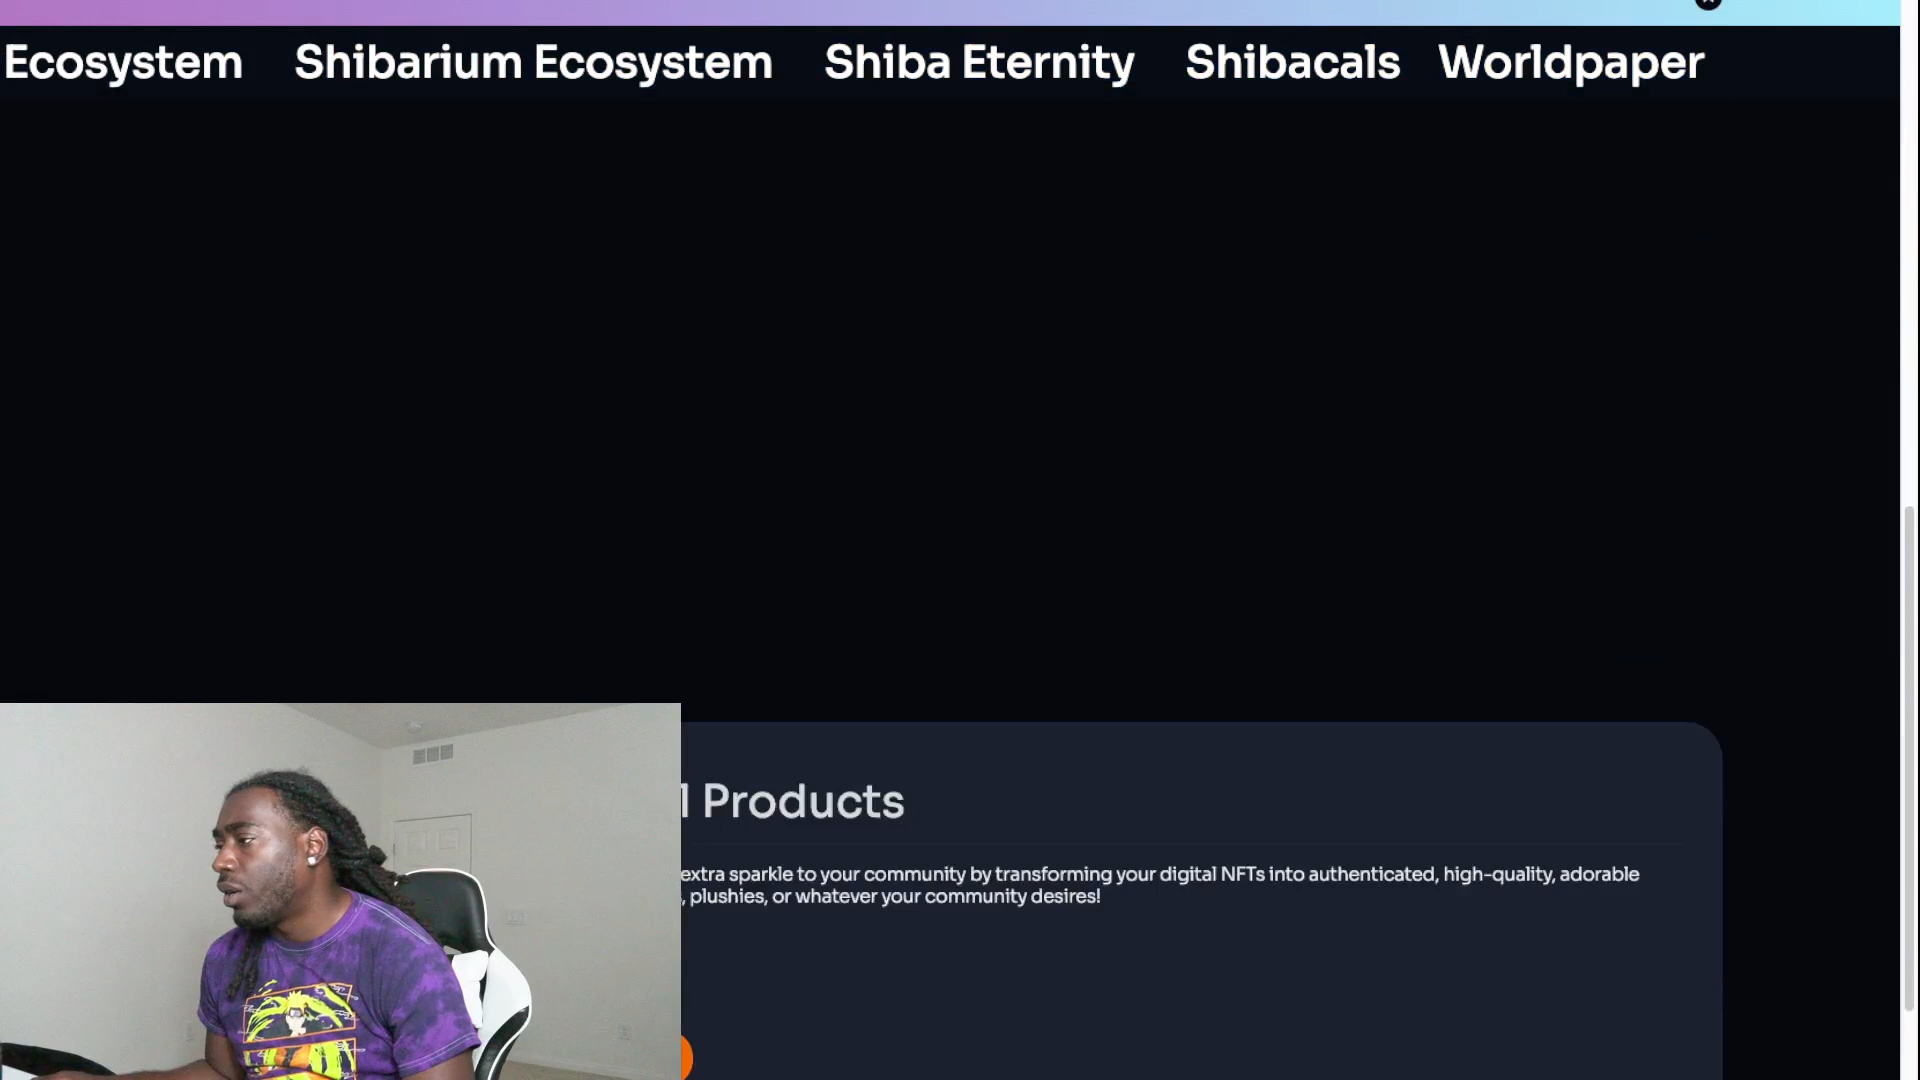 Ecosystem Shibarium Ecosystem Shiba Eternity Shibacals Worldpaper
Products
extra sparkle to your community by transforming your digital NFTs into authenticated, high-quality, adorable
, plushies, or whatever your community desires!